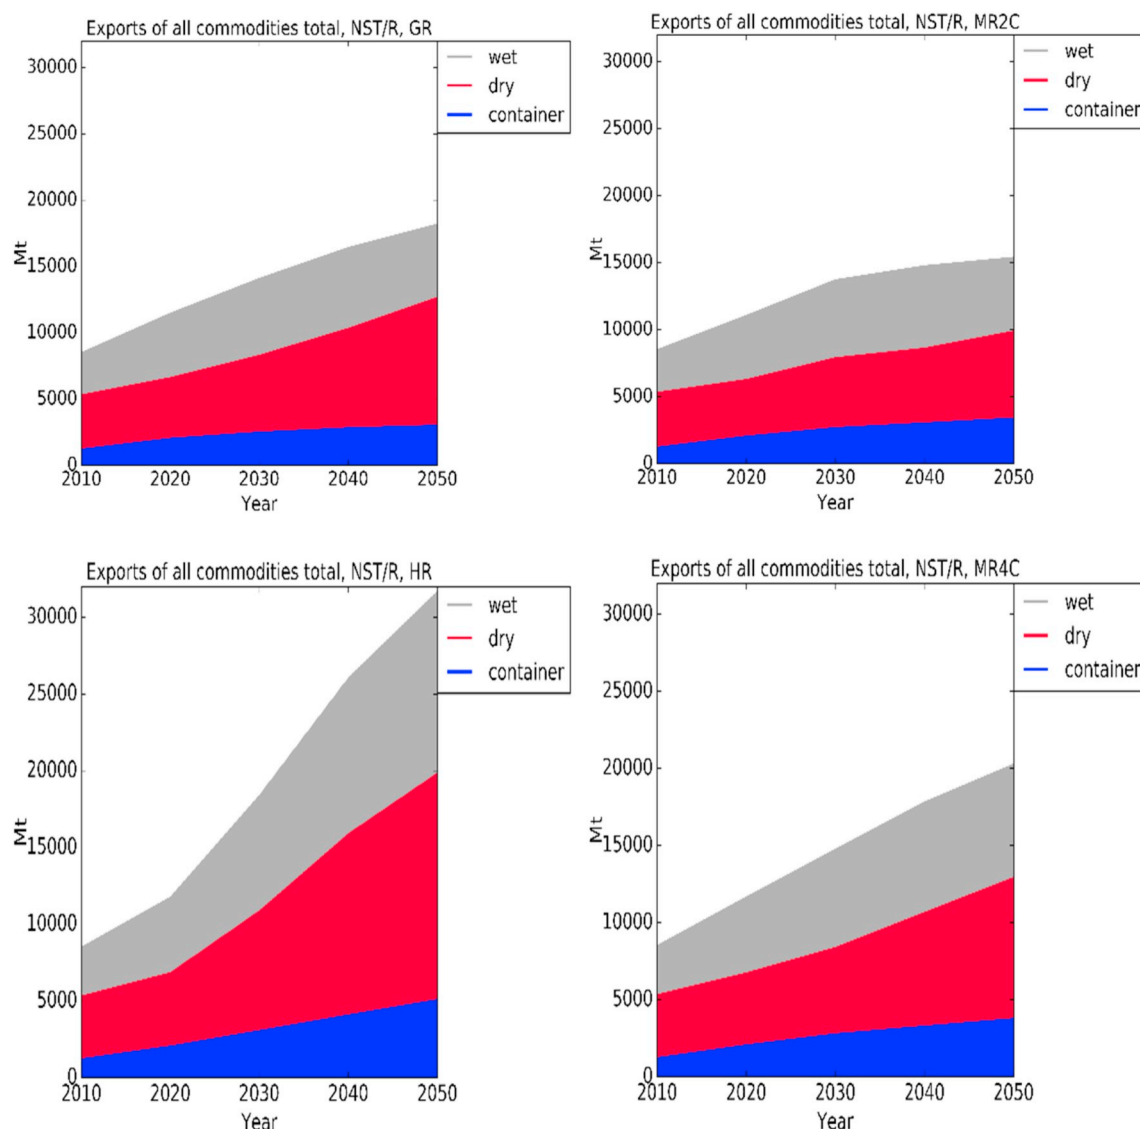 Exports of all commodities total, NST/R, GR
wet
dry
container
30000
25000
20000
15000
10000
5000
0
Mt
2010 2020 2030 2040 2050
Year
Exports of all commodities total, NST/R, MR2C
wet
dry
container
30000
25000
20000
15000
10000
5000
0
Mt
2010 2020 2030 2040 2050
Year
Exports of all commodities total, NST/R, HR
wet
dry
container
30000
25000
20000
15000
10000
5000
0
Mt
2010 2020 2030 2040 2050
Year
Exports of all commodities total, NST/R, MR4C
wet
dry
container
30000
25000
20000
15000
10000
5000
0
Mt
2010 2020 2030 2040 2050
Year